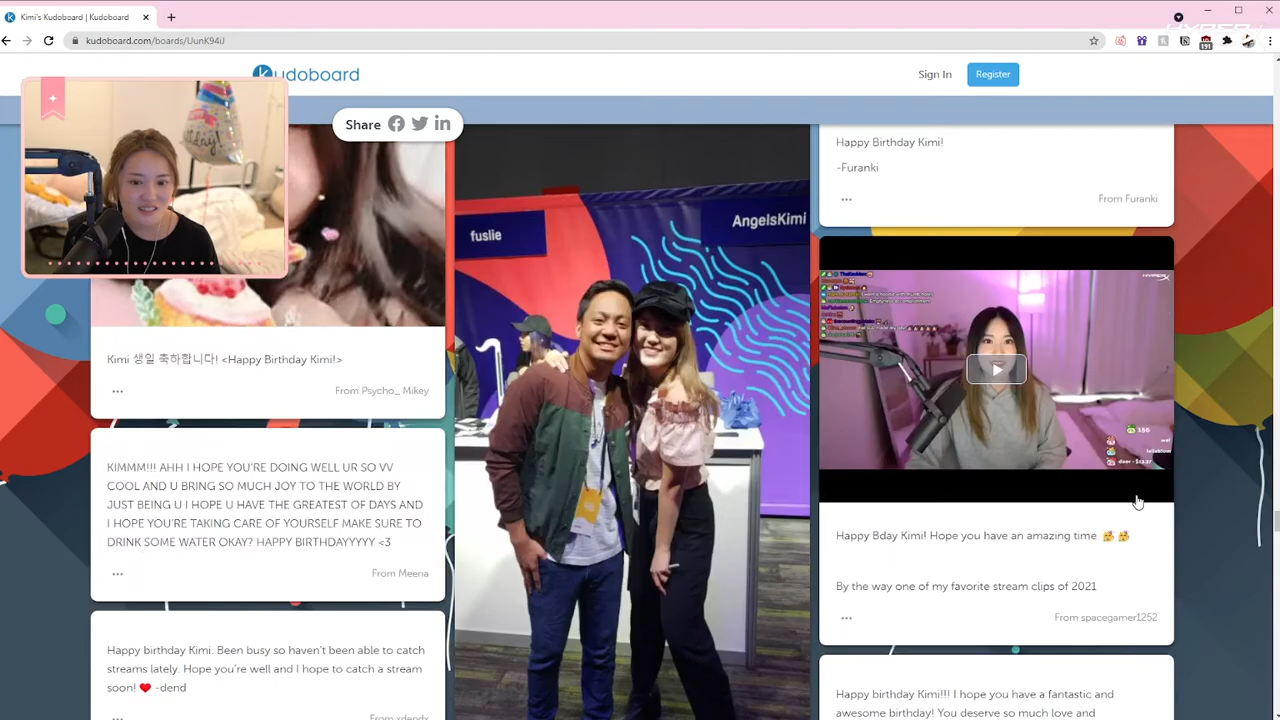 Kimi's Kudoboard | Kudoboard
kudoboard.com/boards/UunK94iJ
HYPERX
191
kudoboard
Sign In
Register
Share
Kimi 생일 축하합니다! <Happy Birthday Kimi!>
From Psycho_ Mikey
KIMMM!!! AHH I HOPE YOU'RE DOING WELL UR SO VV
COOL AND U BRING SO MUCH JOY TO THE WORLD BY
JUST BEING U I HOPE U HAVE THE GREATEST OF DAYS AND
I HOPE YOU'RE TAKING CARE OF YOURSELF MAKE SURE TO
DRINK SOME WATER OKAY? HAPPY BIRTHDAYYYY <3
From Meena
Happy birthday Kimi. Been busy so haven't been able to catch
streams lately. Hope you're well and I hope to catch a stream
soon! ❤️ -dend
From xdendx
fuslie
AngelsKimi
Happy Birthday Kimi!
-Furanki
From Furanki
HYPERX
156
Happy Bday Kimi! Hope you have an amazing time 🥳 🥳
By the way one of my favorite stream clips of 2021
From spacegamer1252
Happy birthday Kimi!!! I hope you have a fantastic and
awesome birthday! You deserve so much love and